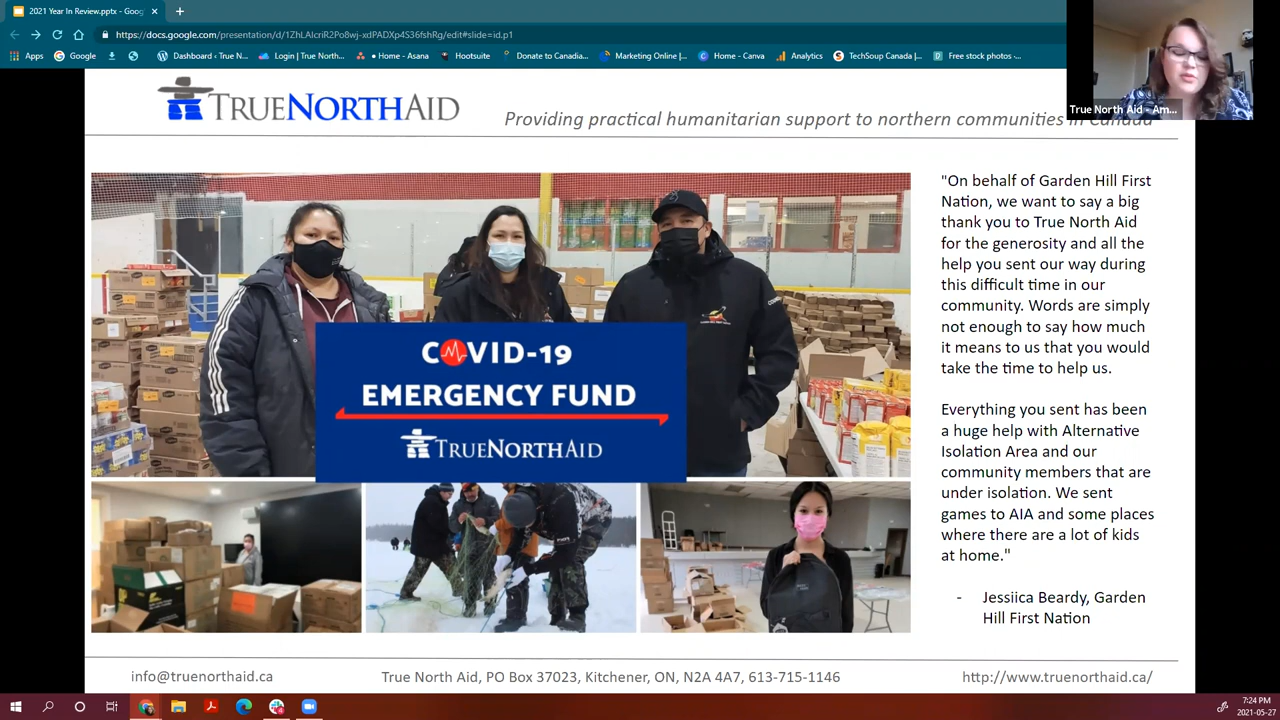 2021 Year In Review.pptx - Goog
https://docs.google.com/presentation/d/1ZhLAlcriR2Po8wj-xdPADXp4S36fshRg/edit#slide=id.p1
Apps
Google
Dashboard ‹ True N...
Login | True North...
• Home - Asana
Hootsuite
Donate to Canadia...
Marketing Online |...
Home - Canva
Analytics
TechSoup Canada |...
Free stock photos -...
True North Aid - Am...
TRUENORTHAID
Providing practical humanitarian support to northern communities in Canada
"On behalf of Garden Hill First
Nation, we want to say a big
thank you to True North Aid
for the generosity and all the
help you sent our way during
this difficult time in our
community. Words are simply
not enough to say how much
it means to us that you would
take the time to help us.
Everything you sent has been
a huge help with Alternative
Isolation Area and our
community members that are
under isolation. We sent
games to AIA and some places
where there are a lot of kids
at home."
- Jessiica Beardy, Garden
Hill First Nation
COVID-19
EMERGENCY FUND
TRUENORTHAID
info@truenorthaid.ca
True North Aid, PO Box 37023, Kitchener, ON, N2A 4A7, 613-715-1146
http://www.truenorthaid.ca/
7:24 PM
2021-05-27